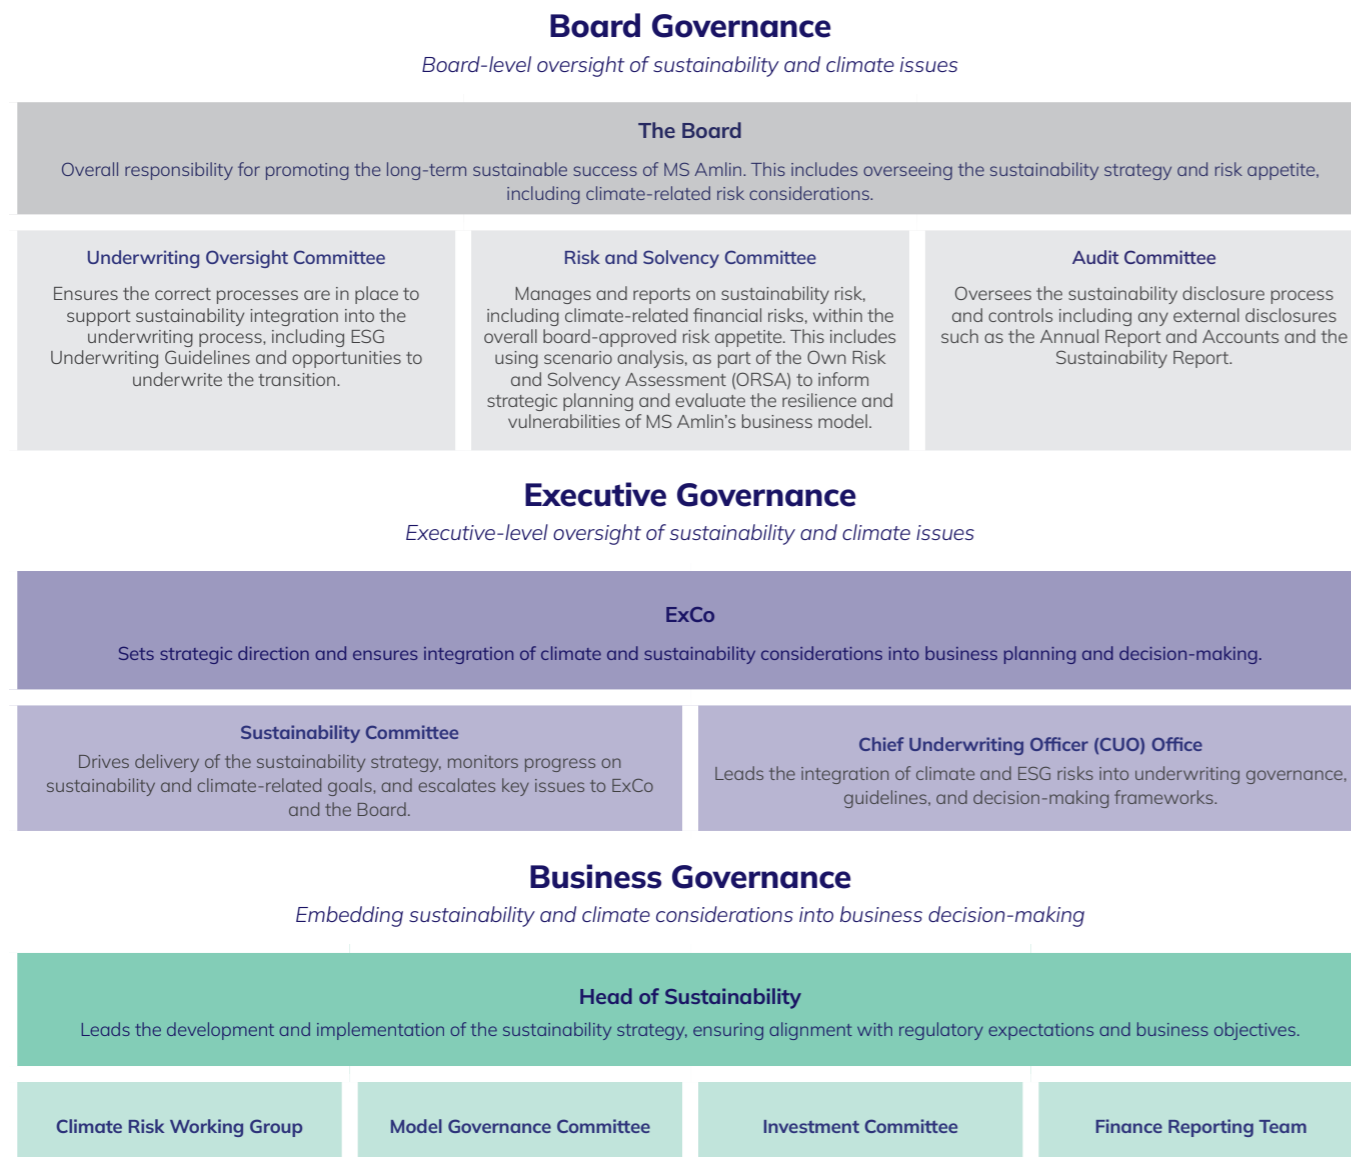 Board Governance
Board-level oversight of sustainability and climate issues
The Board
Overall responsibility for promoting the long-term sustainable success of MS Amlin. This includes overseeing the sustainability strategy and risk appetite,
including climate-related risk considerations.
Underwriting Oversight Committee
Ensures the correct processes are in place to
support sustainability integration into the
underwriting process, including ESG
Underwriting Guidelines and opportunities to
underwrite the transition.
Risk and Solvency Committee
Manages and reports on sustainability risk,
including climate-related financial risks, within the
overall board-approved risk appetite. This includes
using scenario analysis, as part of the Own Risk
and Solvency Assessment (ORSA) to inform
strategic planning and evaluate the resilience and
vulnerabilities of MS Amlin’s business model.
Audit Committee
Oversees the sustainability disclosure process
and controls including any external disclosures
such as the Annual Report and Accounts and the
Sustainability Report.
Executive Governance
Executive-level oversight of sustainability and climate issues
ExCo
Sets strategic direction and ensures integration of climate and sustainability considerations into business planning and decision-making.
Sustainability Committee
Drives delivery of the sustainability strategy, monitors progress on
sustainability and climate-related goals, and escalates key issues to ExCo
and the Board.
Chief Underwriting Officer (CUO) Office
Leads the integration of climate and ESG risks into underwriting governance,
guidelines, and decision-making frameworks.
Business Governance
Embedding sustainability and climate considerations into business decision-making
Head of Sustainability
Leads the development and implementation of the sustainability strategy, ensuring alignment with regulatory expectations and business objectives.
Climate Risk Working Group
Model Governance Committee
Investment Committee
Finance Reporting Team